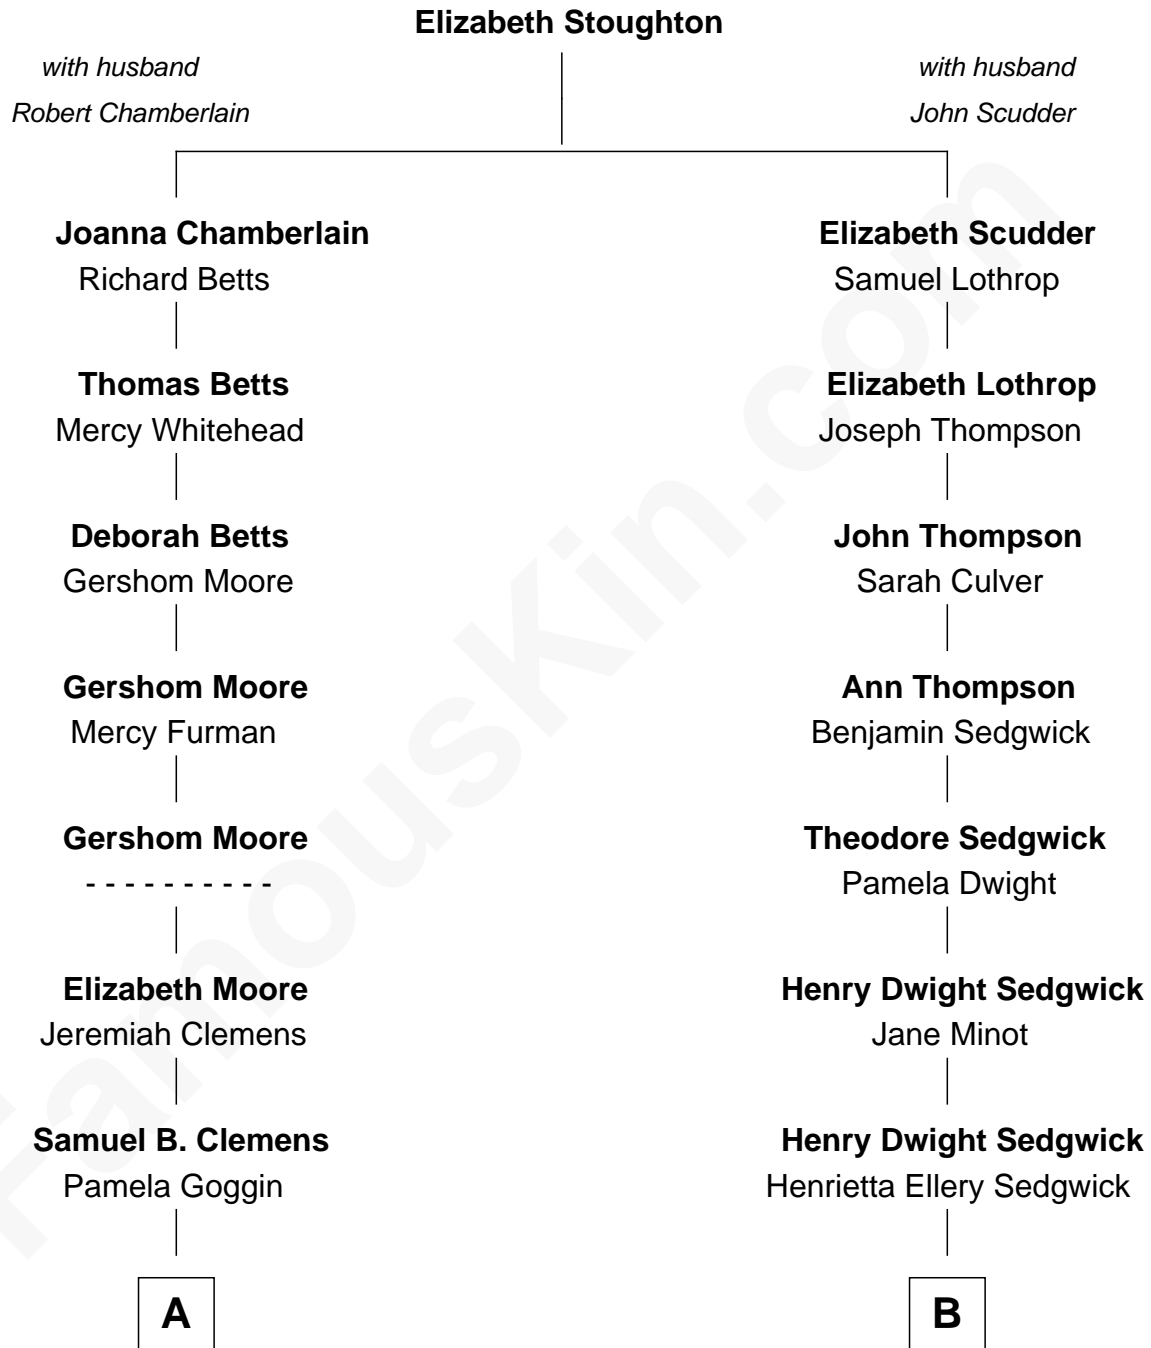 Elizabeth Stoughton
with husband
Robert Chamberlain
with husband
John Scudder
Joanna Chamberlain
Richard Betts
Elizabeth Scudder
Samuel Lothrop
Thomas Betts
Mercy Whitehead
Elizabeth Lothrop
Joseph Thompson
Deborah Betts
Gershom Moore
John Thompson
Sarah Culver
Gershom Moore
Mercy Furman
Ann Thompson
Benjamin Sedgwick
Gershom Moore
- - - - - - - - - -
Theodore Sedgwick
Pamela Dwight
Elizabeth Moore
Jeremiah Clemens
Henry Dwight Sedgwick
Jane Minot
Samuel B. Clemens
Pamela Goggin
Henry Dwight Sedgwick
Henrietta Ellery Sedgwick
A
B
FamousKin.com